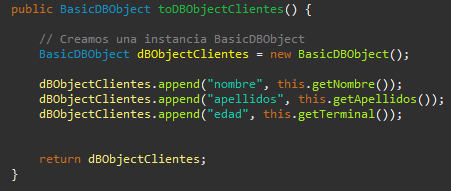 public BasicDBObject toDBObjectClientes() {
// Creamos una instancia BasicDBObject
BasicDBObject dBObjectClientes = new BasicDBObject();
dBObjectClientes.append("nombre", this.getNombre());
dBObjectClientes.append("apellidos", this.getApellidos());
dBObjectClientes.append("edad", this.getTerminal());
return dBObjectClientes;
}